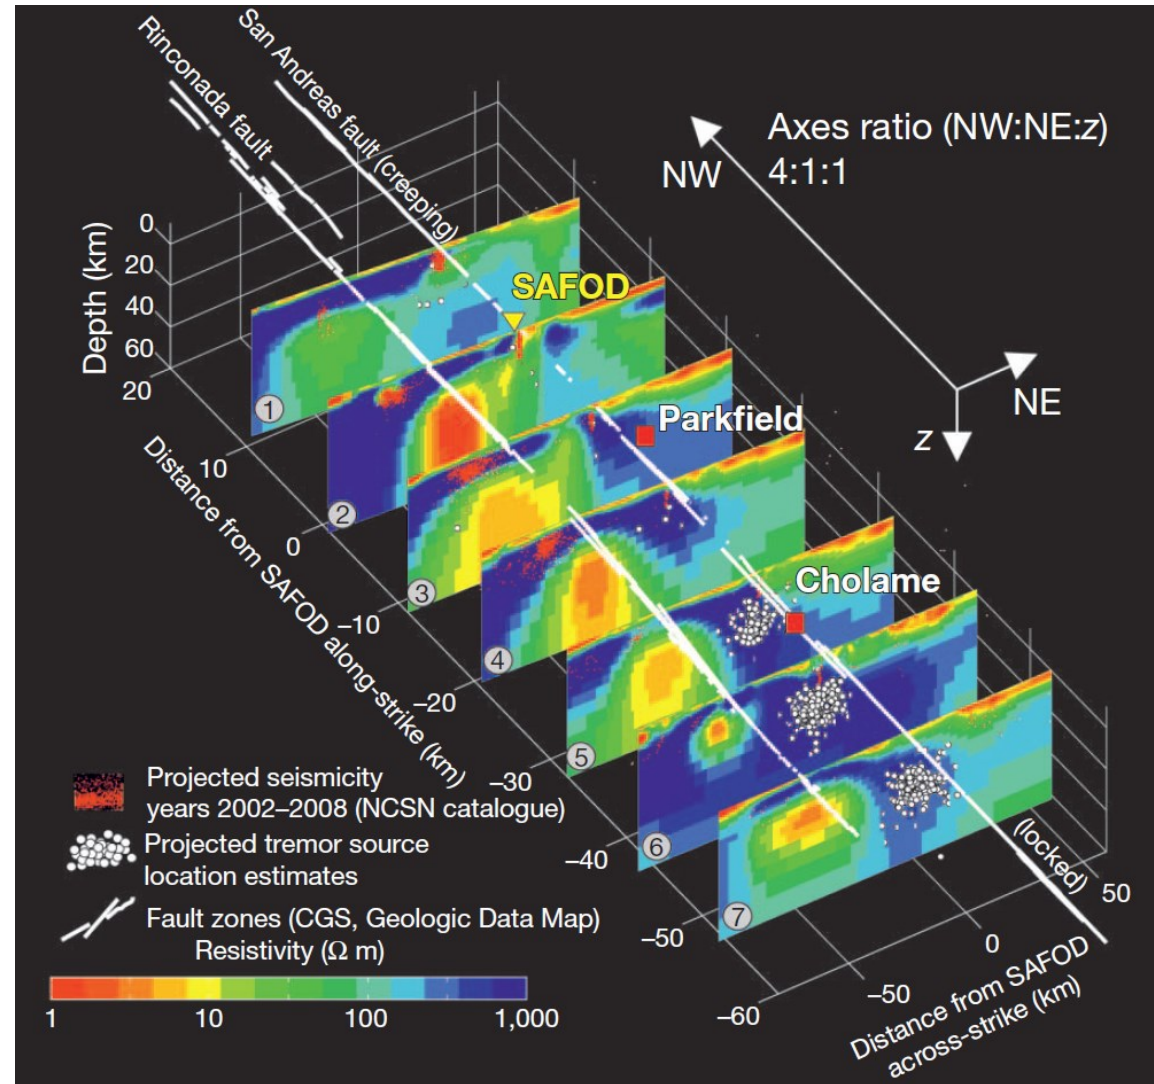 Rinconada fault
San Andreas fault (creeping)
Axes ratio (NW:NE:z)
4:1:1
NW
NE
z
SAFOD
Parkfield
Cholame
(locked)
Depth (km)
0
20
40
60
20
10
0
−10
−20
−30
−40
−50
−60
Distance from SAFOD along-strike (km)
1
2
3
4
5
6
7
50
0
−50
Distance from SAFOD
across-strike (km)
Projected seismicity
years 2002–2008 (NCSN catalogue)
Projected tremor source
location estimates
Fault zones (CGS, Geologic Data Map)
Resistivity (Ω m)
1 10 100 1,000